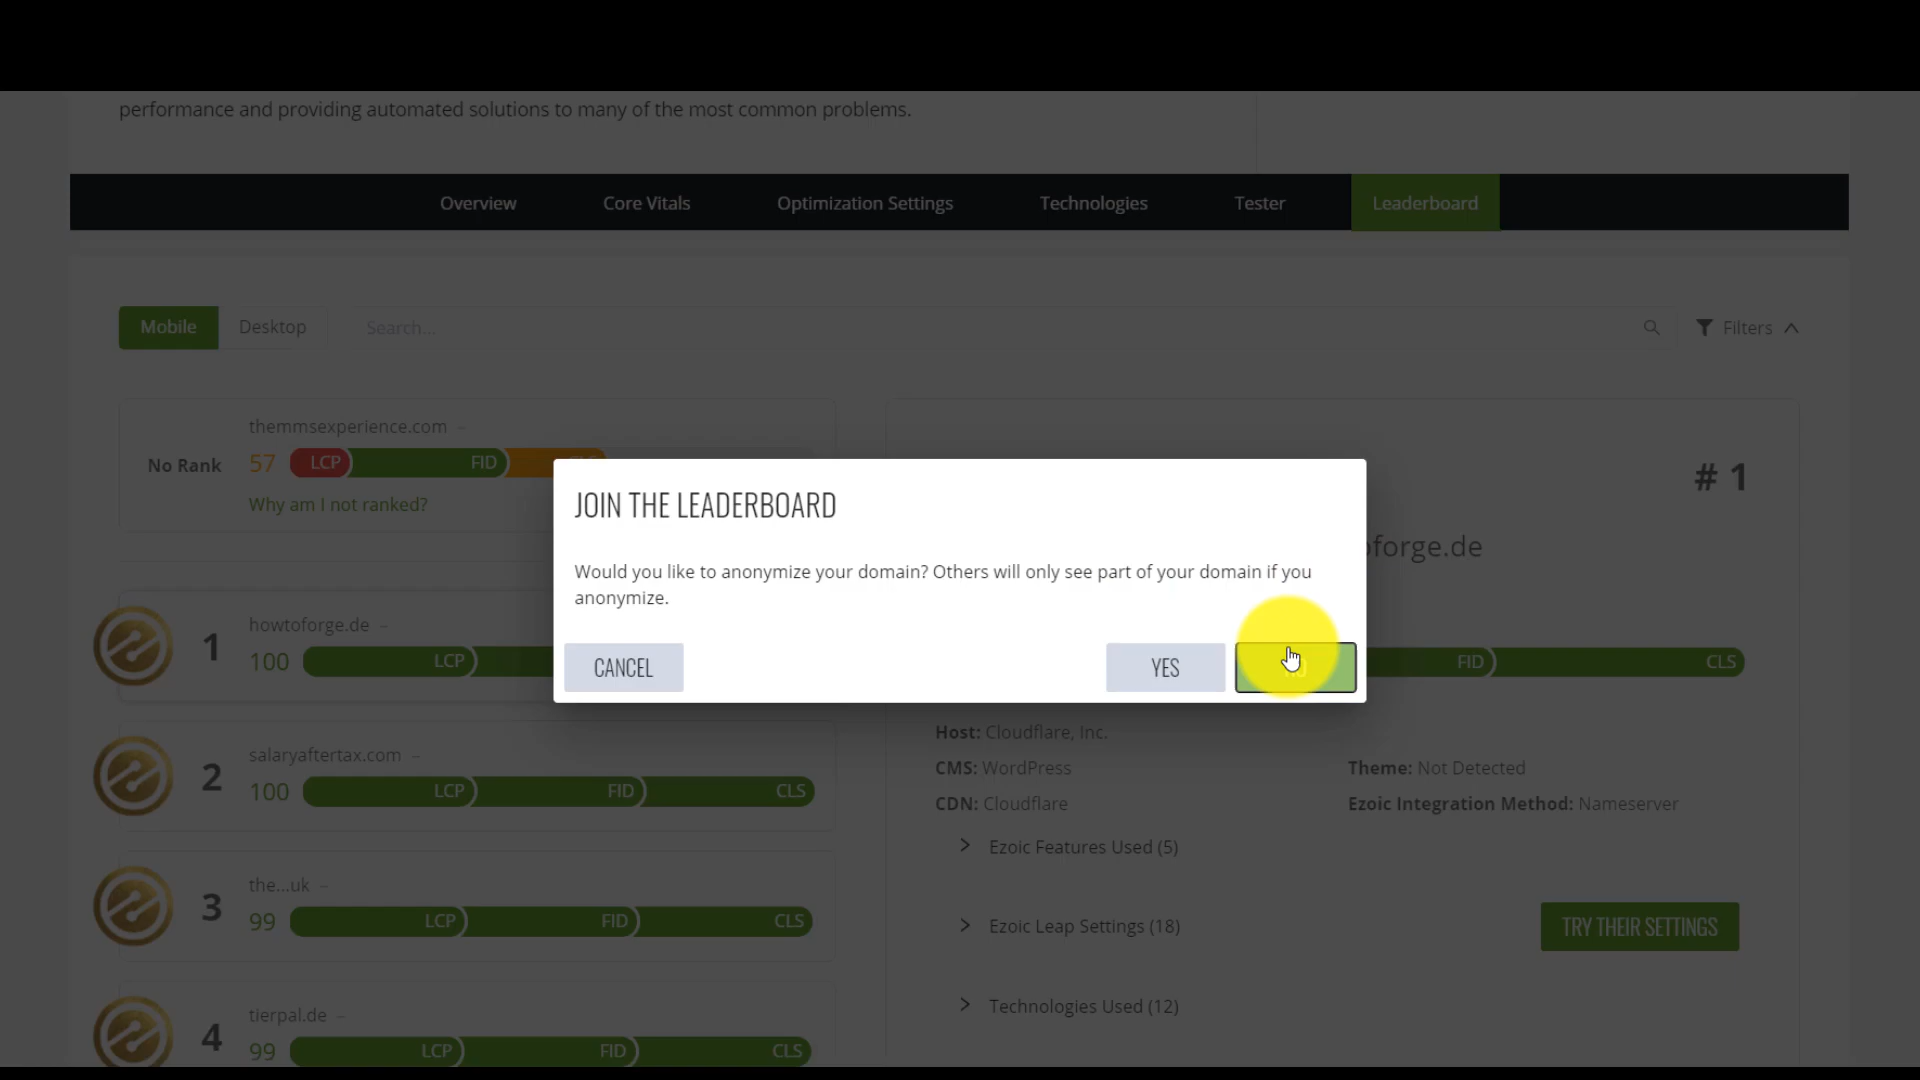 performance and providing automated solutions to many of the most common problems.
Overview Core Vitals Optimization Settings Technologies Tester Leaderboard
Mobile Desktop Search... Filters
themmsexperience.com –
No Rank 57 LCP FID CLS
Why am I not ranked?
JOIN THE LEADERBOARD
Would you like to anonymize your domain? Others will only see part of your domain if you
anonymize.
CANCEL YES NO
# 1
oforge.de
FID CLS
howtoforge.de –
1 100 LCP
salaryaftertax.com –
2 100 LCP FID CLS
the...uk –
3 99 LCP FID CLS
tierpal.de –
4 99 LCP FID CLS
Host: Cloudflare, Inc.
CMS: WordPress Theme: Not Detected
CDN: Cloudflare Ezoic Integration Method: Nameserver
Ezoic Features Used (5)
Ezoic Leap Settings (18)
TRY THEIR SETTINGS
Technologies Used (12)